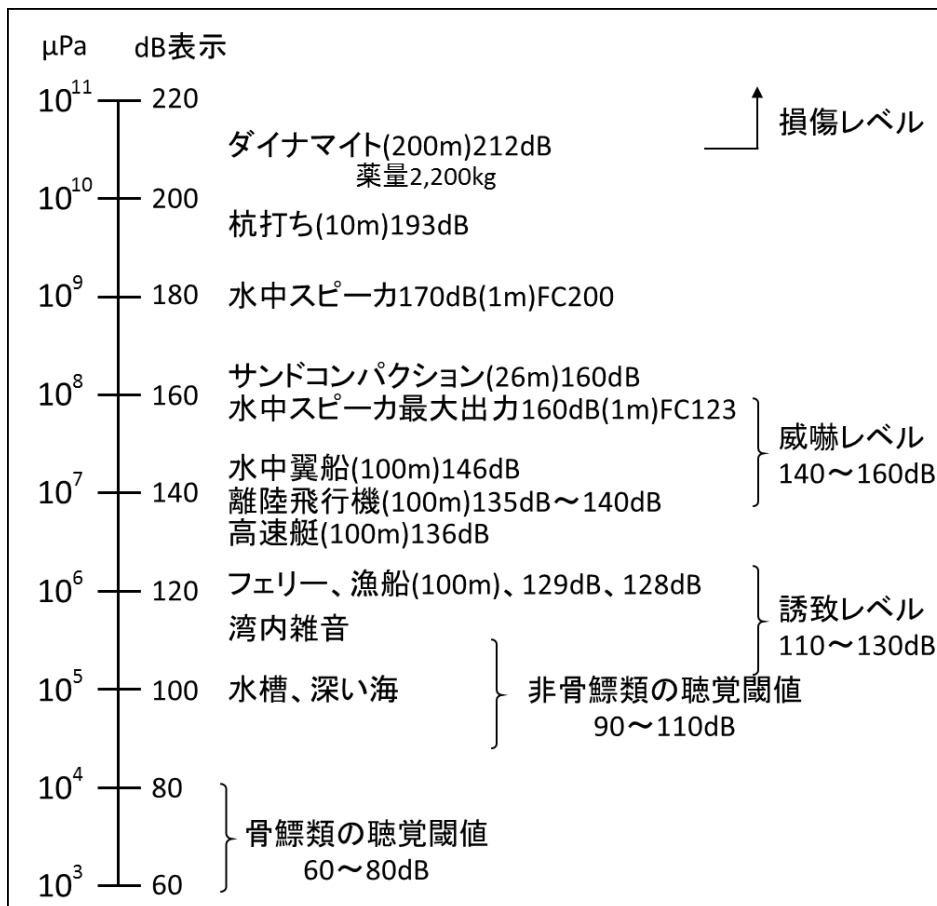 μPa dB表示
10¹¹ 220
損傷レベル
ダイナマイト(200m)212dB
薬量2,200kg
10¹⁰ 200
杭打ち(10m)193dB
10⁹ 180 水中スピーカ170dB(1m)FC200
サンドコンパクション(26m)160dB
10⁸ 160
水中スピーカ最大出力160dB(1m)FC123
威嚇レベル
140～160dB
水中翼船(100m)146dB
10⁷ 140 離陸飛行機(100m)135dB～140dB
高速艇(100m)136dB
10⁶ 120 フェリー、漁船(100m)、129dB、128dB
誘致レベル
110～130dB
湾内雑音
10⁵ 100 水槽、深い海
非骨鰾類の聴覚閾値
90～110dB
10⁴ 80
骨鰾類の聴覚閾値
60～80dB
10³ 60